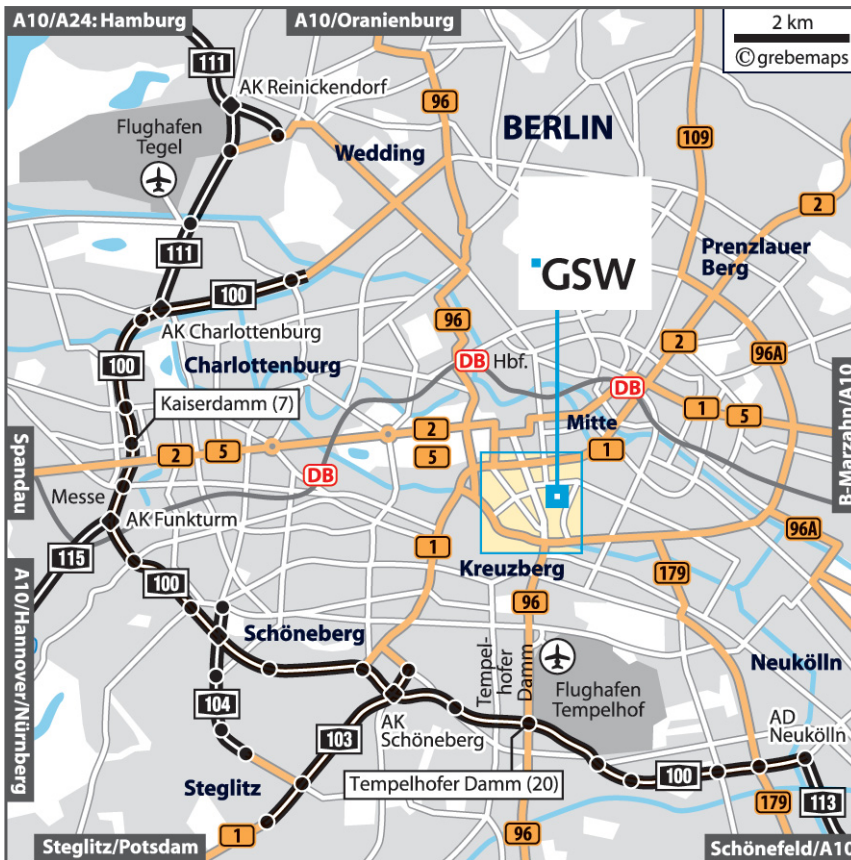 A10/A24: Hamburg
A10/Oranienburg
2 km
© grebemaps
111
AK Reinickendorf
96
BERLIN
109
Flughafen
Tegel
Wedding
2
111
GSW
Prenzlauer
Berg
100
AK Charlottenburg
96
2
96A
100
Charlottenburg
DB
Hbf.
DB
B-Marzahn/A10
Kaiserdamm (7)
1
5
Mitte
2
5
2
5
1
Spandau
DB
Messe
AK Funkturm
96A
115
1
100
Kreuzberg
179
A10/Hannover/Nürnberg
96
Schöneberg
Tempel-
hofer
Damm
Neukölln
Flughafen
Tempelhof
104
AK
Schöneberg
AD
Neukölln
103
Steglitz
Tempelhofer Damm (20)
100
179
113
1
96
Steglitz/Potsdam
Schönefeld/A10